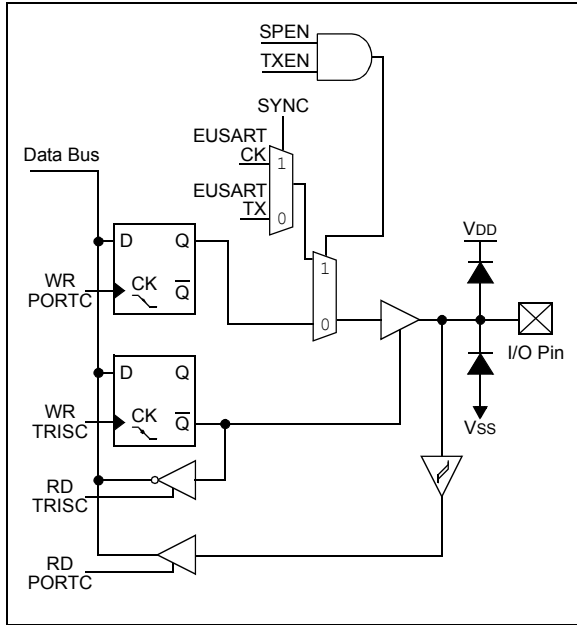 SPEN
TXEN
SYNC
EUSART
CK
1
Data Bus
EUSART
TX
0
D Q
CK
Q
WR
PORTC
1
0
VDD
I/O Pin
VSS
D Q
CK
Q
WR
TRISC
RD
TRISC
RD
PORTC